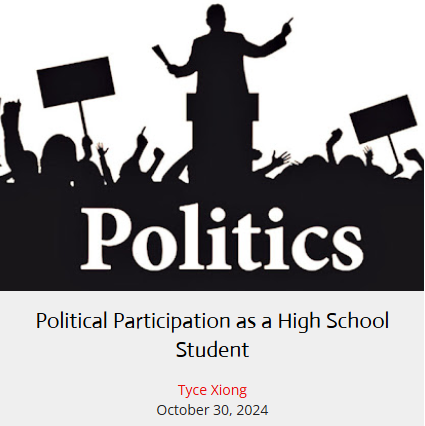 Politics
Political Participation as a High School
Student
Tyce Xiong
October 30, 2024